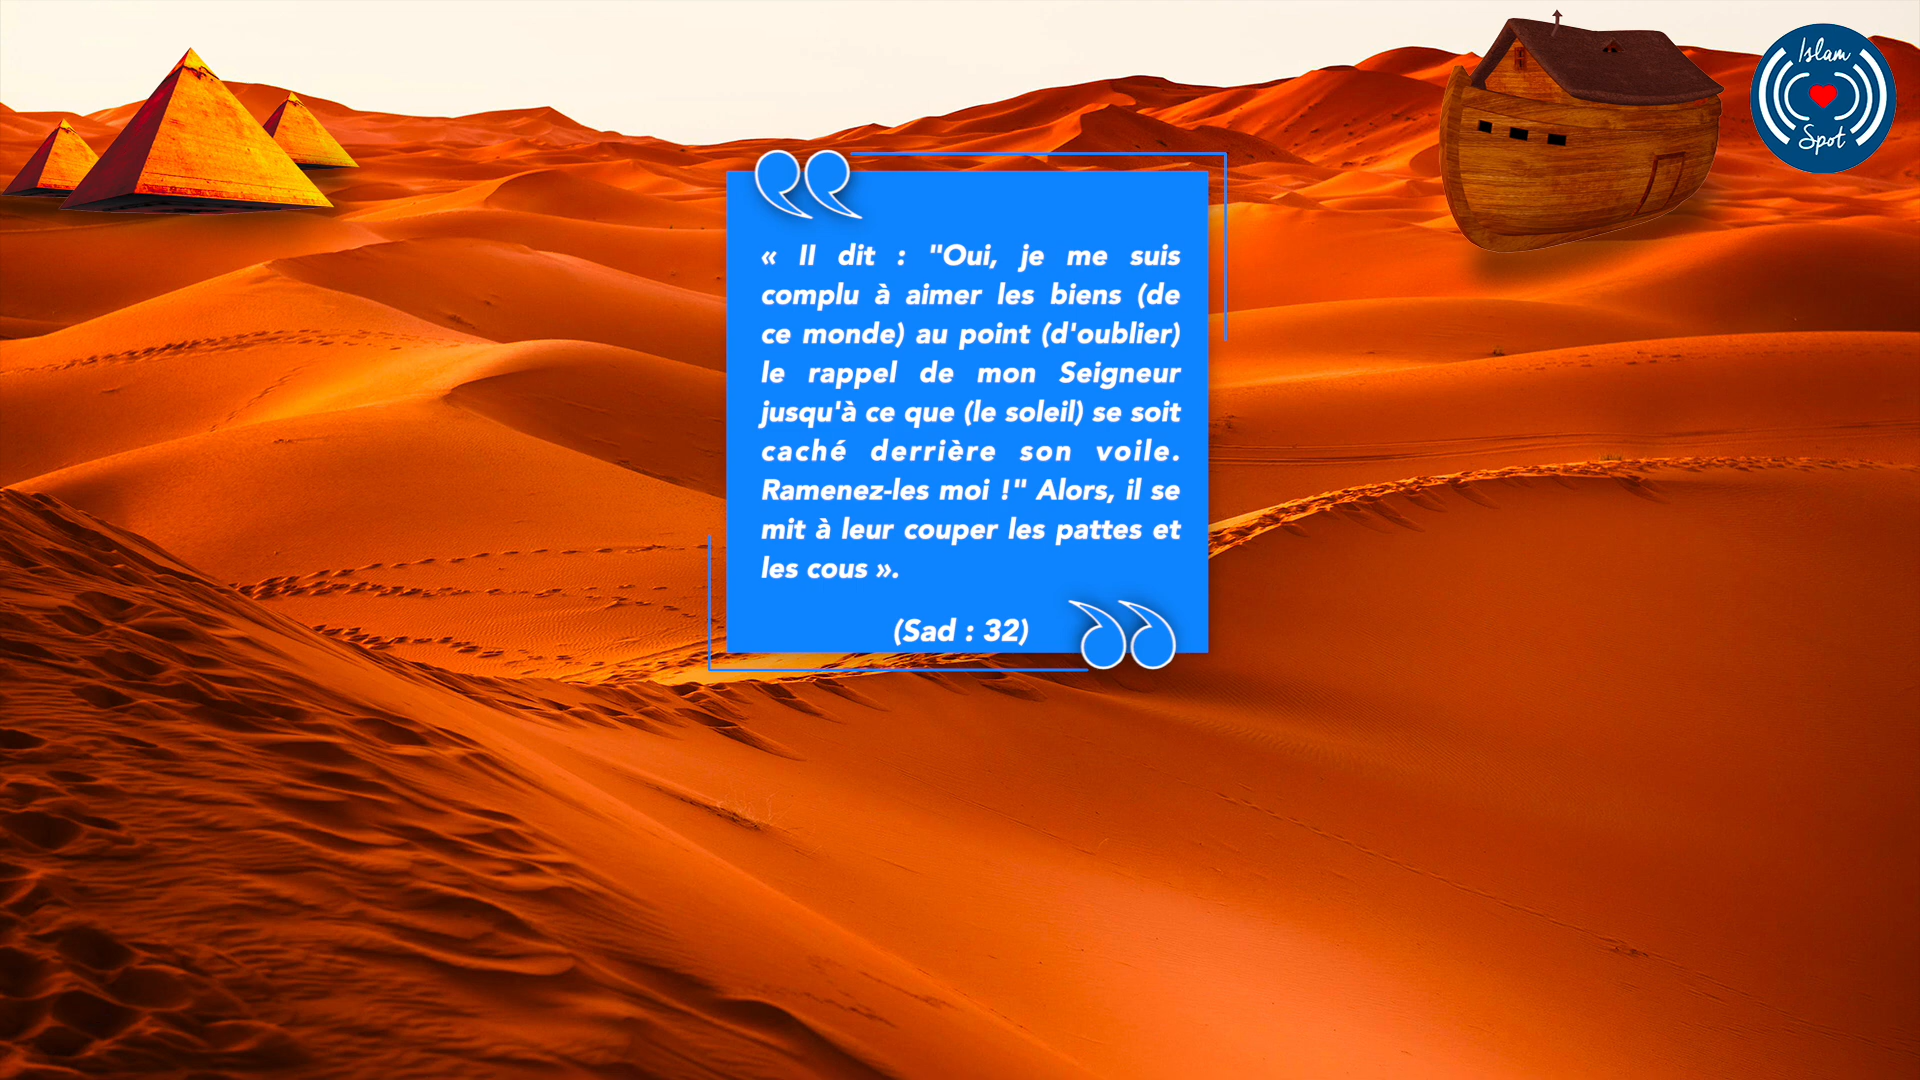 Islam
Spot
« Il dit : "Oui, je me suis
complu à aimer les biens (de
ce monde) au point (d'oublier)
le rappel de mon Seigneur
jusqu'à ce que (le soleil) se soit
caché derrière son voile.
Ramenez-les moi !" Alors, il se
mit à leur couper les pattes et
les cous ».
(Sad : 32)